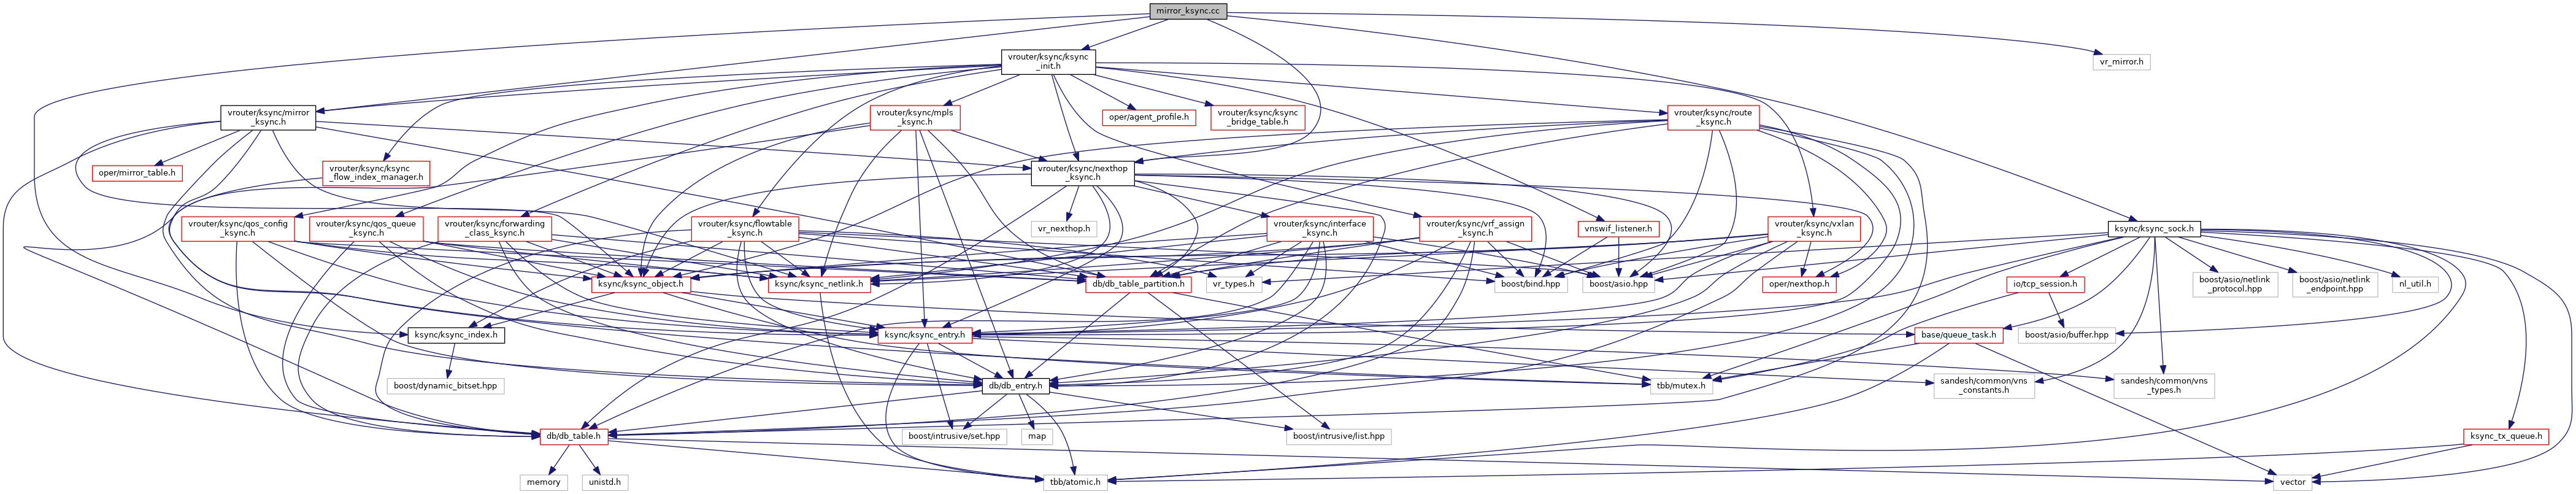 mirror_ksync.cc
vrouter/ksync/ksync
_init.h
vr_mirror.h
vrouter/ksync/mirror
_ksync.h
vrouter/ksync/mpls
_ksync.h
oper/agent_profile.h
vrouter/ksync/ksync
_bridge_table.h
vrouter/ksync/route
_ksync.h
oper/mirror_table.h
vrouter/ksync/ksync
_flow_index_manager.h
vrouter/ksync/nexthop
_ksync.h
vrouter/ksync/qos_config
_ksync.h
vrouter/ksync/qos_queue
_ksync.h
vrouter/ksync/forwarding
_class_ksync.h
vrouter/ksync/flowtable
_ksync.h
vr_nexthop.h
vrouter/ksync/interface
_ksync.h
vrouter/ksync/vrf_assign
_ksync.h
vnswif_listener.h
vrouter/ksync/vxlan
_ksync.h
ksync/ksync_sock.h
ksync/ksync_object.h
ksync/ksync_netlink.h
db/db_table_partition.h
vr_types.h
boost/bind.hpp
boost/asio.hpp
oper/nexthop.h
io/tcp_session.h
boost/asio/netlink
_protocol.hpp
boost/asio/netlink
_endpoint.hpp
nl_util.h
ksync/ksync_index.h
ksync/ksync_entry.h
base/queue_task.h
boost/asio/buffer.hpp
boost/dynamic_bitset.hpp
db/db_entry.h
tbb/mutex.h
sandesh/common/vns
_constants.h
sandesh/common/vns
_types.h
db/db_table.h
boost/intrusive/set.hpp
map
boost/intrusive/list.hpp
ksync_tx_queue.h
memory
unistd.h
tbb/atomic.h
vector